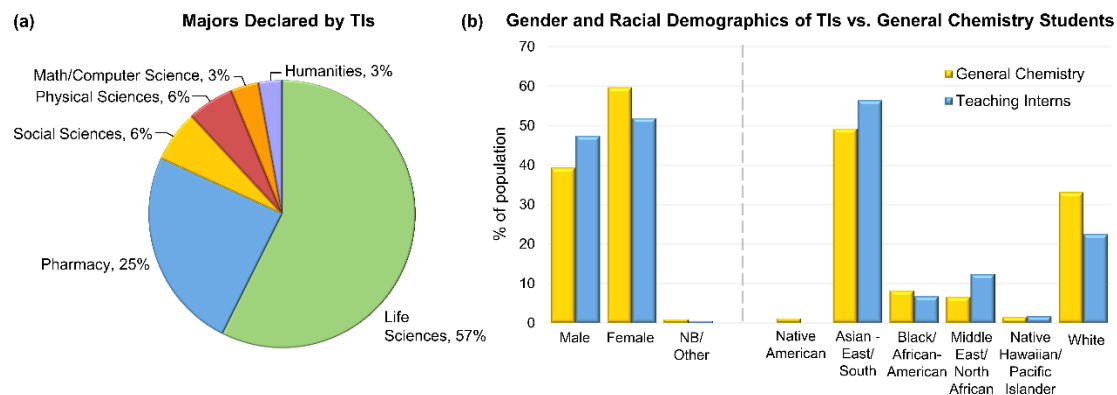 (a)
Majors Declared by TIs
Math/Computer Science, 3%
Humanities, 3%
Physical Sciences, 6%
Social Sciences, 6%
Pharmacy, 25%
Life
Sciences, 57%
(b)
Gender and Racial Demographics of TIs vs. General Chemistry Students
% of population
70
60
50
40
30
20
10
0
General Chemistry
Teaching Interns
Male
Female
NB/
Other
Native
American
Asian -
East/
South
Black/
African-
American
Middle
East/
North
African
Native
Hawaiian/
Pacific
Islander
White